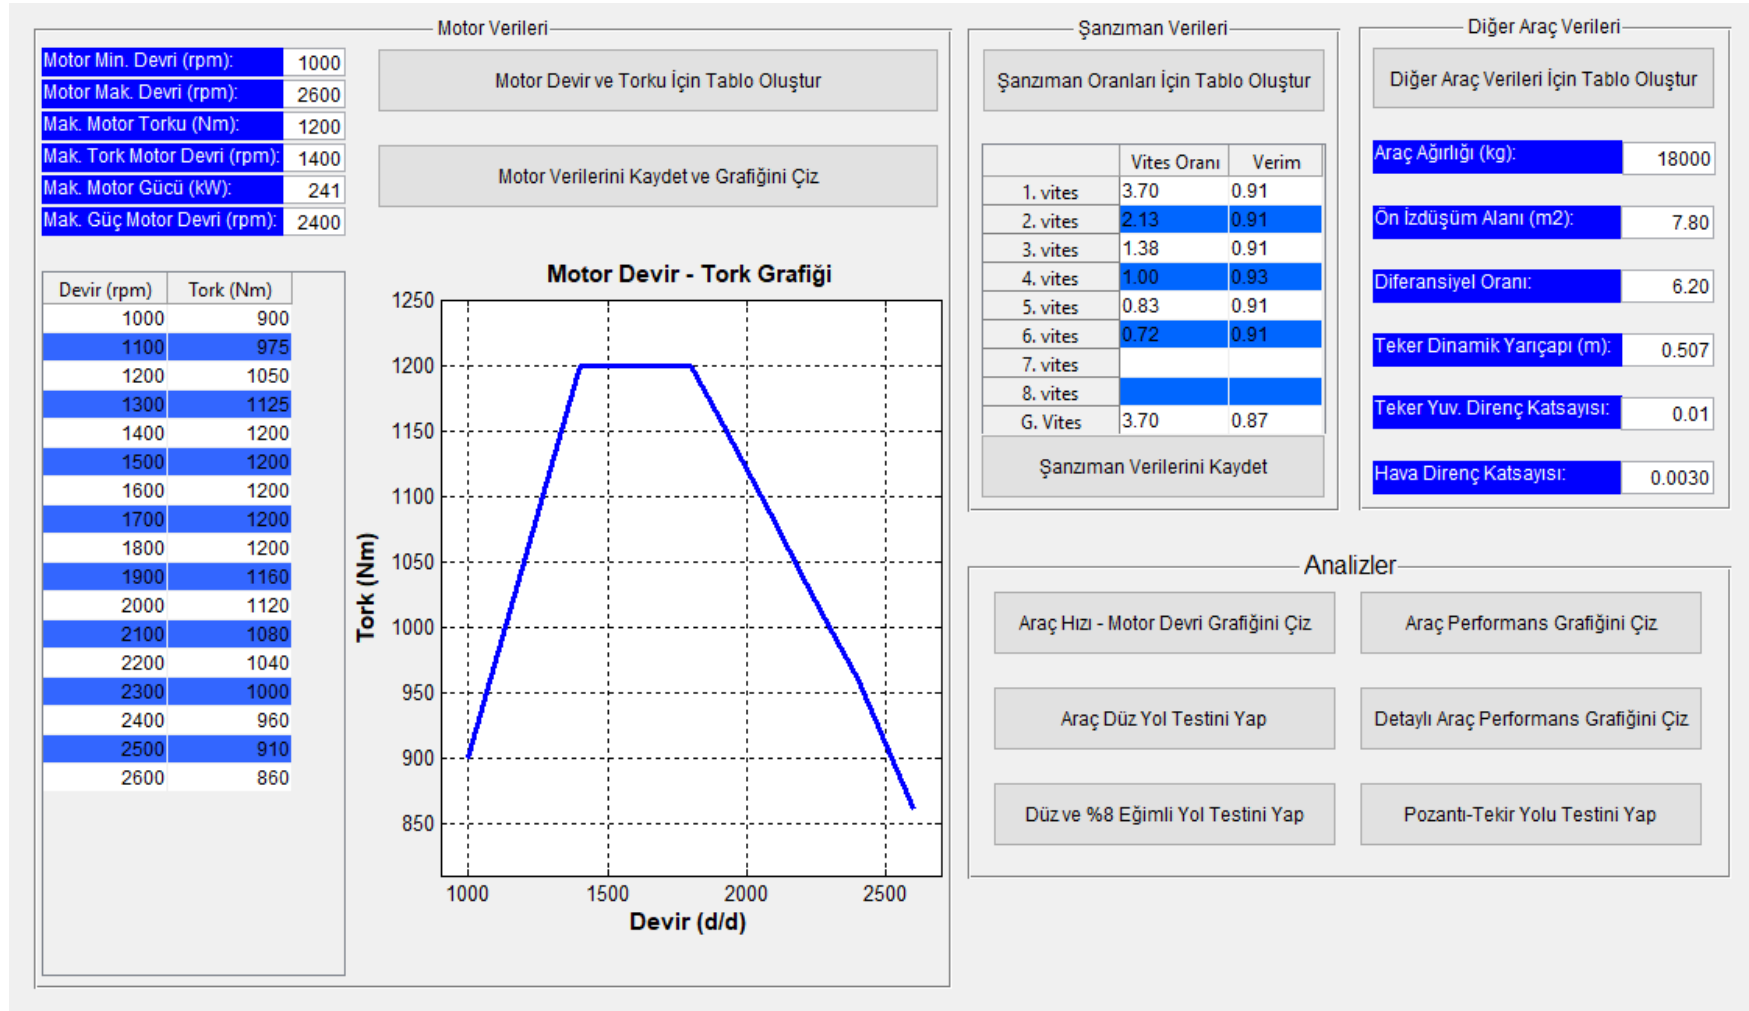 Motor Verileri
Motor Min. Devri (rpm): 1000
Motor Mak. Devri (rpm): 2600
Mak. Motor Torku (Nm): 1200
Mak. Tork Motor Devri (rpm): 1400
Mak. Motor Gücü (kW): 241
Mak. Güç Motor Devri (rpm): 2400
Motor Devir ve Torku İçin Tablo Oluştur
Motor Verilerini Kaydet ve Grafiğini Çiz
Devir (rpm) Tork (Nm)
1000 900
1100 975
1200 1050
1300 1125
1400 1200
1500 1200
1600 1200
1700 1200
1800 1200
1900 1160
2000 1120
2100 1080
2200 1040
2300 1000
2400 960
2500 910
2600 860
Motor Devir - Tork Grafiği
1250
1200
1150
1100
1050
1000
950
900
850
Tork (Nm)
1000 1500 2000 2500
Devir (d/d)
Şanzıman Verileri
Şanzıman Oranları İçin Tablo Oluştur
Vites Oranı Verim
1. vites 3.70 0.91
2. vites 2.13 0.91
3. vites 1.38 0.91
4. vites 1.00 0.93
5. vites 0.83 0.91
6. vites 0.72 0.91
7. vites
8. vites
G. Vites 3.70 0.87
Şanzıman Verilerini Kaydet
Diğer Araç Verileri
Diğer Araç Verileri İçin Tablo Oluştur
Araç Ağırlığı (kg): 18000
Ön İzdüşüm Alanı (m2): 7.80
Diferansiyel Oranı: 6.20
Teker Dinamik Yarıçapı (m): 0.507
Teker Yuv. Direnç Katsayısı: 0.01
Hava Direnç Katsayısı: 0.0030
Analizler
Araç Hızı - Motor Devri Grafiğini Çiz
Araç Performans Grafiğini Çiz
Araç Düz Yol Testini Yap
Detaylı Araç Performans Grafiğini Çiz
Düz ve %8 Eğimli Yol Testini Yap
Pozantı-Tekir Yolu Testini Yap